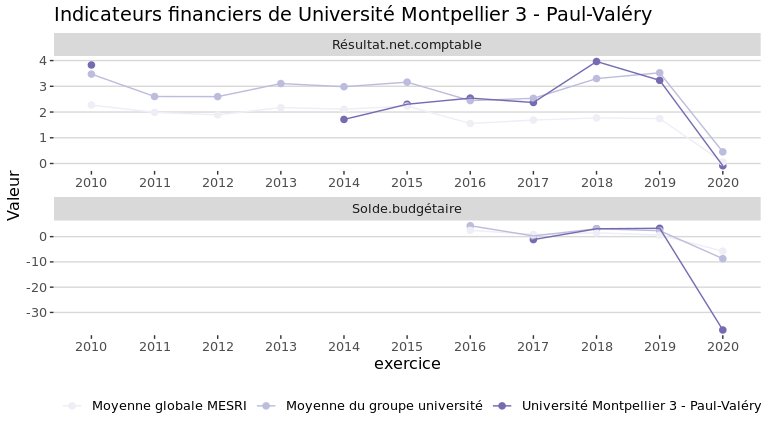 Indicateurs financiers de Université Montpellier 3 - Paul-Valéry
Résultat.net.comptable
4
3
2
1
0
2010 2011 2012 2013 2014 2015 2016 2017 2018 2019 2020
Valeur
Solde.budgétaire
0
-10
-20
-30
2010 2011 2012 2013 2014 2015 2016 2017 2018 2019 2020
exercice
Moyenne globale MESRI Moyenne du groupe université Université Montpellier 3 - Paul-Valéry